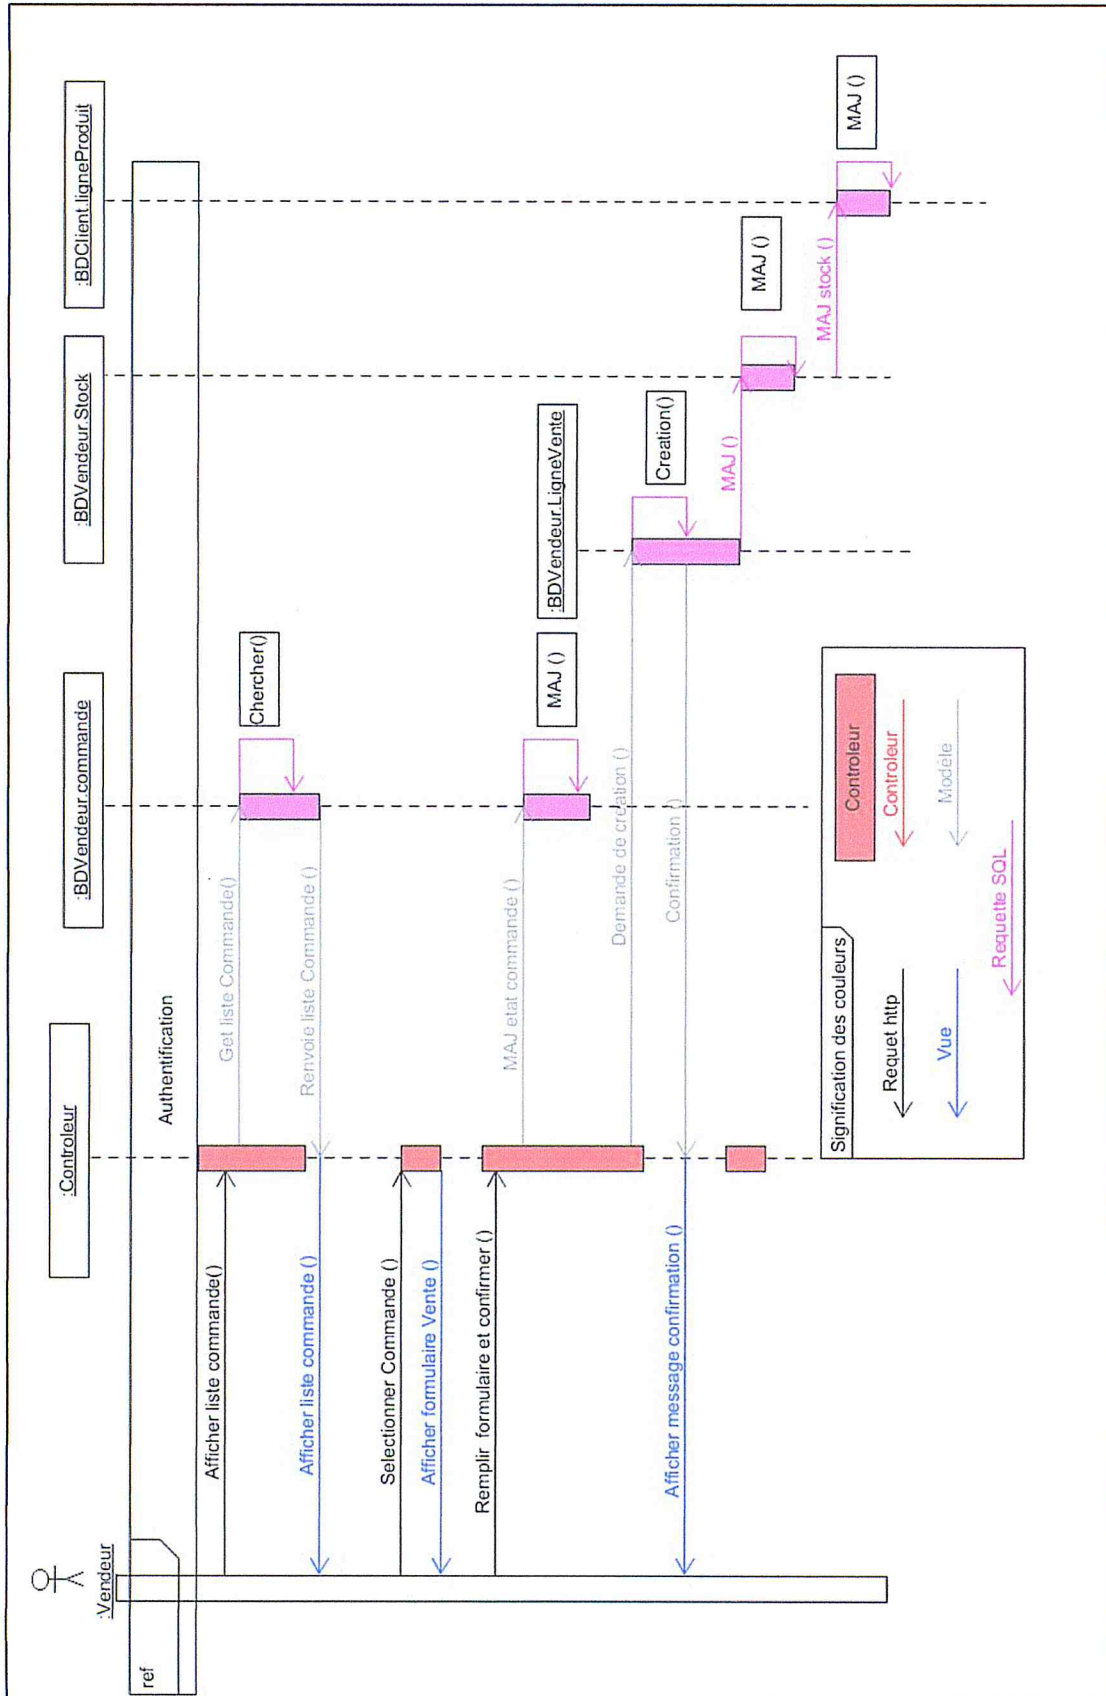 :Vendeur
:Controleur
:BDVendeur.commande
:BDVendeur.Stock
:BDClient.ligneProduit
ref
Authentification
Afficher liste commande()
Get liste Commande()
Chercher()
Renvoie liste Commande ()
Afficher liste commande ()
Selectionner Commande ()
Afficher formulaire Vente ()
Remplir formulaire et confirmer ()
MAJ etat commande ()
MAJ ()
:BDVendeur.LigneVente
Demande de creation ()
Creation()
Confirmation ()
Afficher message confirmation ()
MAJ ()
MAJ ()
MAJ stock ()
MAJ ()
Signification des couleurs
Controleur
Requet http
Controleur
Vue
Modèle
Requette SQL